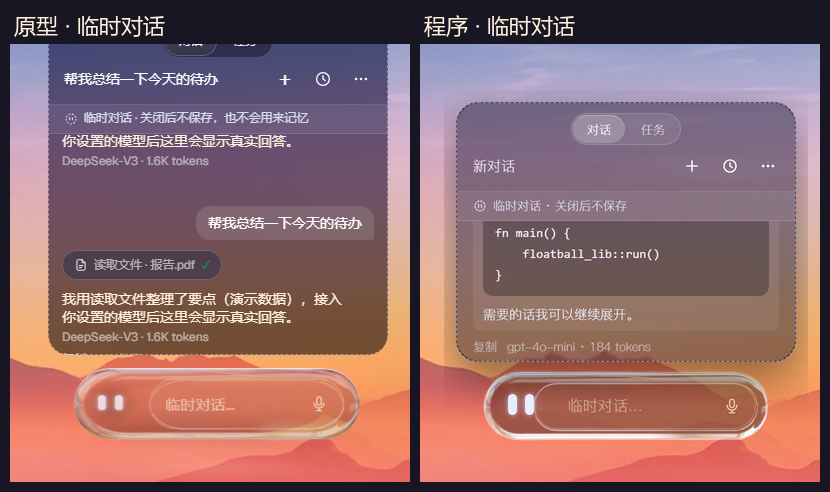 原型 · 临时对话
对话 任务
帮我总结一下今天的待办
临时对话 · 关闭后不保存，也不会用来记忆
你设置的模型后这里会显示真实回答。
DeepSeek-V3 · 1.6K tokens
帮我总结一下今天的待办
读取文件 · 报告.pdf ✓
我用读取文件整理了要点（演示数据），接入
你设置的模型后这里会显示真实回答。
DeepSeek-V3 · 1.6K tokens
临时对话…
程序 · 临时对话
对话 任务
新对话
临时对话 · 关闭后不保存
fn main() {
    floatball_lib::run()
}
需要的话我可以继续展开。
复制 gpt-4o-mini · 184 tokens
临时对话…